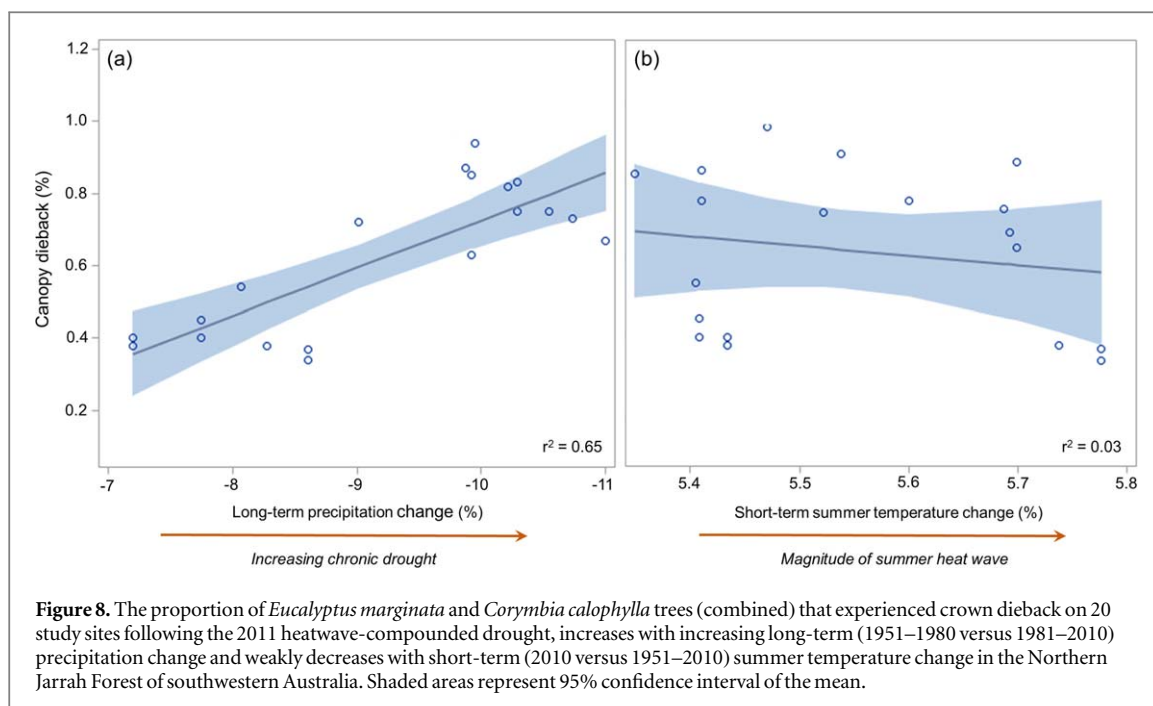 (a)
(b)
1.2
1.0
0.8
0.6
0.4
0.2
Canopy dieback (%)
r² = 0.65
r² = 0.03
-7 -8 -9 -10 -11
5.4 5.5 5.6 5.7 5.8
Long-term precipitation change (%)
Short-term summer temperature change (%)
Increasing chronic drought
Magnitude of summer heat wave
Figure 8. The proportion of Eucalyptus marginata and Corymbia calophylla trees (combined) that experienced crown dieback on 20
study sites following the 2011 heatwave-compounded drought, increases with increasing long-term (1951–1980 versus 1981–2010)
precipitation change and weakly decreases with short-term (2010 versus 1951–2010) summer temperature change in the Northern
Jarrah Forest of southwestern Australia. Shaded areas represent 95% confidence interval of the mean.